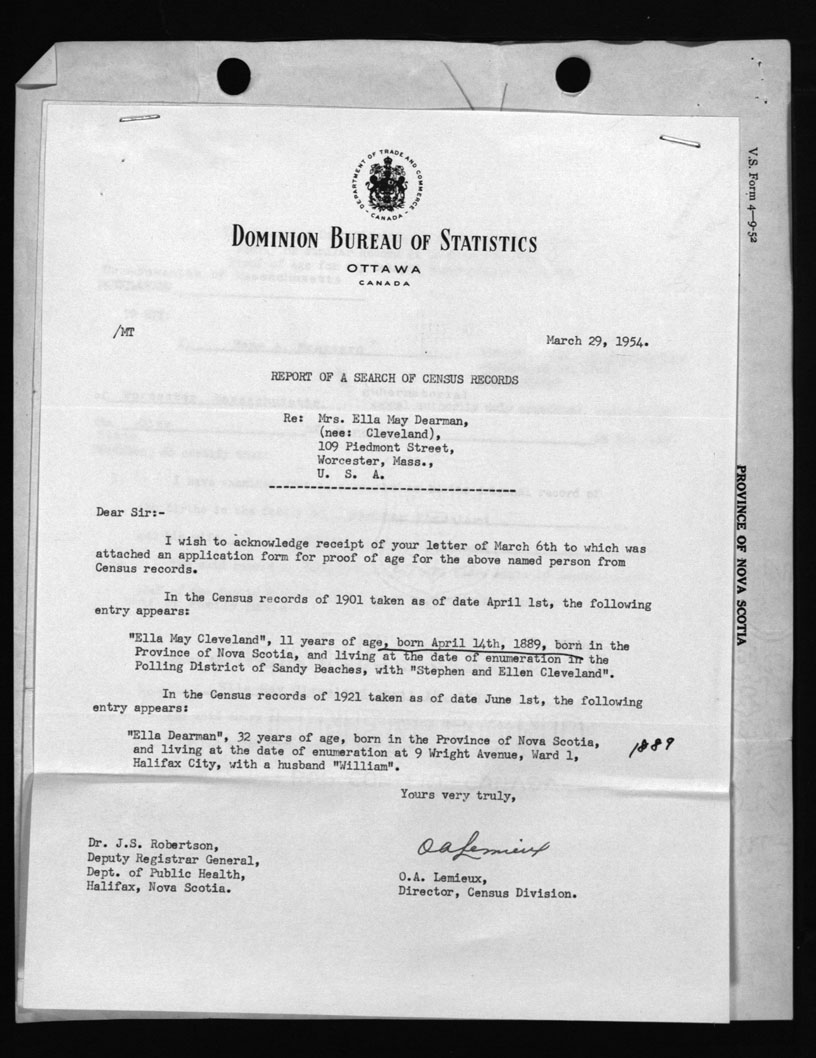 DEPARTMENT OF TRADE AND COMMERCE
- CANADA -
DOMINION BUREAU OF STATISTICS
OTTAWA
CANADA
/MT
March 29, 1954.
REPORT OF A SEARCH OF CENSUS RECORDS
Re: Mrs. Ella May Dearman,
(nee: Cleveland),
109 Piedmont Street,
Worcester, Mass.,
U. S. A.
Dear Sir:-
I wish to acknowledge receipt of your letter of March 6th to which was
attached an application form for proof of age for the above named person from
Census records.
In the Census records of 1901 taken as of date April 1st, the following
entry appears:
"Ella May Cleveland", 11 years of age, born April 14th, 1889, born in the
Province of Nova Scotia, and living at the date of enumeration in the
Polling District of Sandy Beaches, with "Stephen and Ellen Cleveland".
In the Census records of 1921 taken as of date June 1st, the following
entry appears:
"Ella Dearman", 32 years of age, born in the Province of Nova Scotia,
and living at the date of enumeration at 9 Wright Avenue, Ward 1,
Halifax City, with a husband "William".
1889
Yours very truly,
Dr. J.S. Robertson,
Deputy Registrar General,
Dept. of Public Health,
Halifax, Nova Scotia.
O A Lemieux
O.A. Lemieux,
Director, Census Division.
V.S. Form 4—9-52
PROVINCE OF NOVA SCOTIA